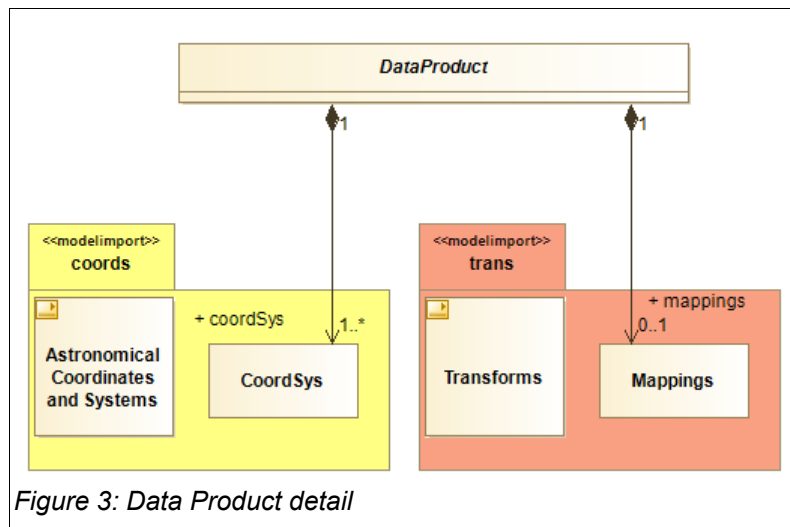 DataProduct
1
1
<<modelimport>>
coords
<<modelimport>>
trans
+ coordSys
1..*
+ mappings
0..1
Astronomical
Coordinates
and Systems
CoordSys
Transforms
Mappings
Figure 3: Data Product detail